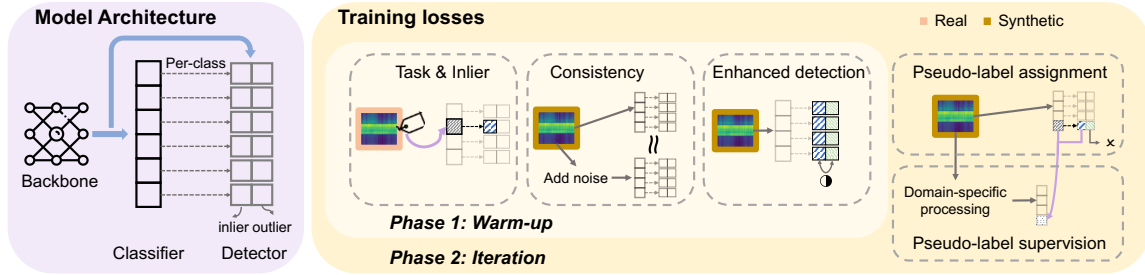 Model Architecture
Per-class
Backbone
inlier outlier
Classifier
Detector
Training losses
Real
Synthetic
Task & Inlier
Consistency
Add noise
Enhanced detection
Phase 1: Warm-up
Phase 2: Iteration
Pseudo-label assignment
Domain-specific
processing
Pseudo-label supervision